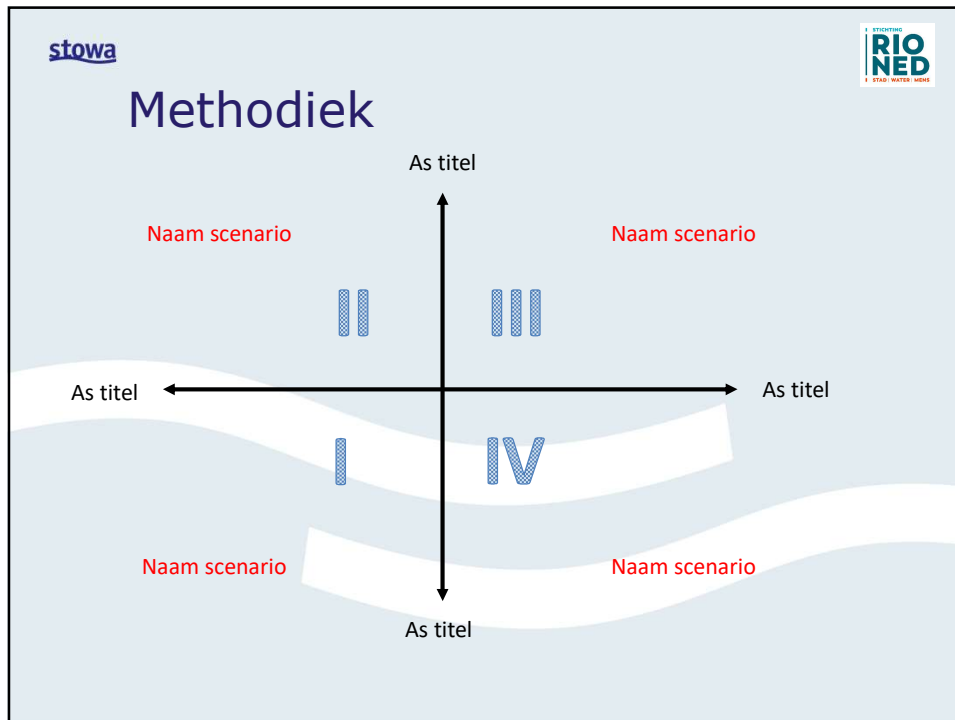 stowa
STICHTING
RIO
NED
STAD | WATER | MENS
Methodiek
As titel
Naam scenario
Naam scenario
II
III
As titel
As titel
I
IV
Naam scenario
Naam scenario
As titel